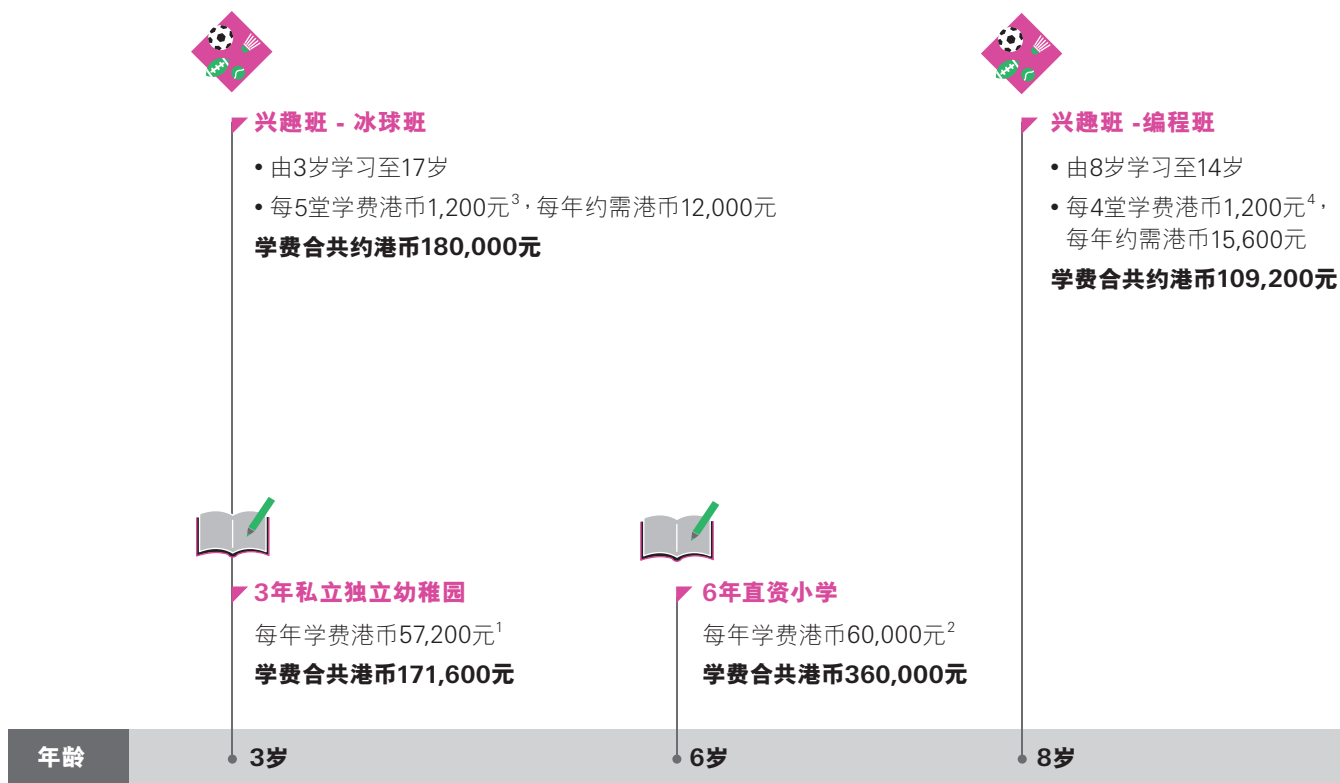 兴趣班 - 冰球班
• 由3岁学习至17岁
• 每5堂学费港币1,200元3，每年约需港币12,000元
学费合共约港币180,000元
兴趣班 -编程班
• 由8岁学习至14岁
• 每4堂学费港币1,200元4，
每年约需港币15,600元
学费合共约港币109,200元
3年私立独立幼稚园
每年学费港币57,200元1
学费合共港币171,600元
6年直资小学
每年学费港币60,000元2
学费合共港币360,000元
年龄
3岁
6岁
8岁